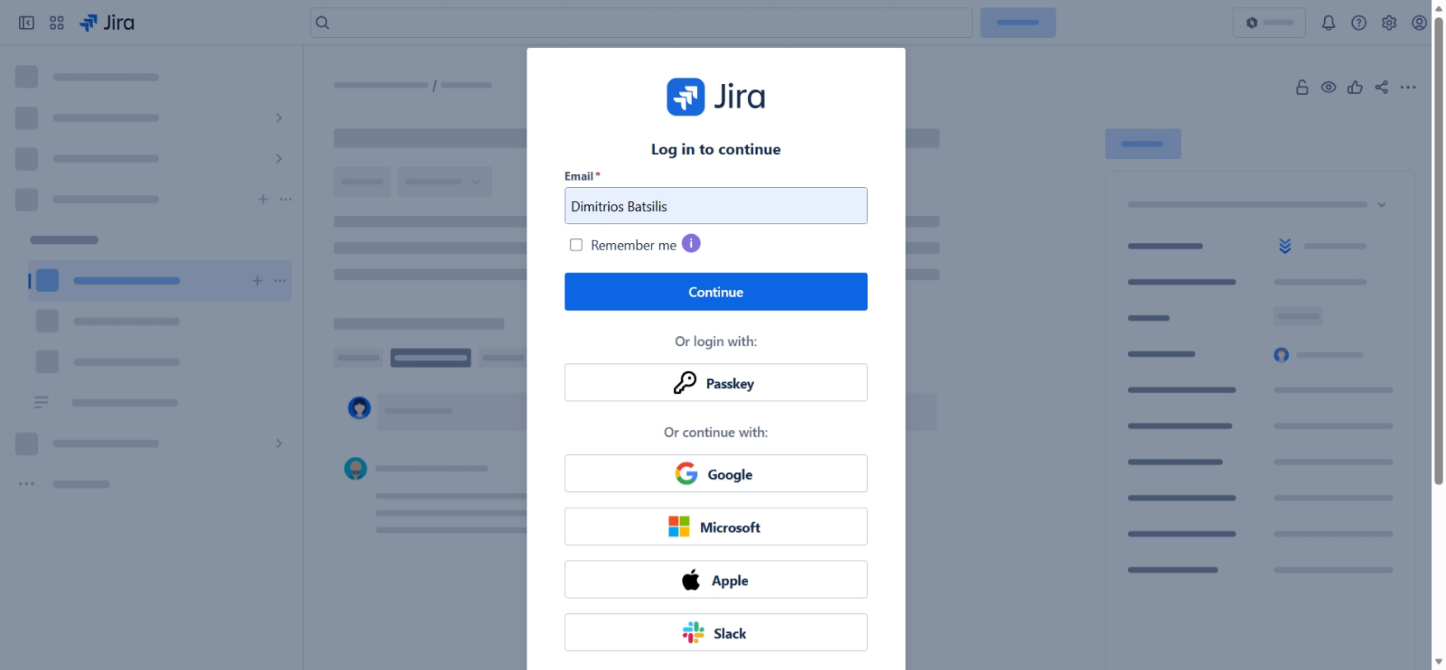 Jira
/
Jira
Log in to continue
Email*
Dimitrios Batsilis
Remember me i
Continue
Or login with:
Passkey
Or continue with:
Google
Microsoft
Apple
Slack